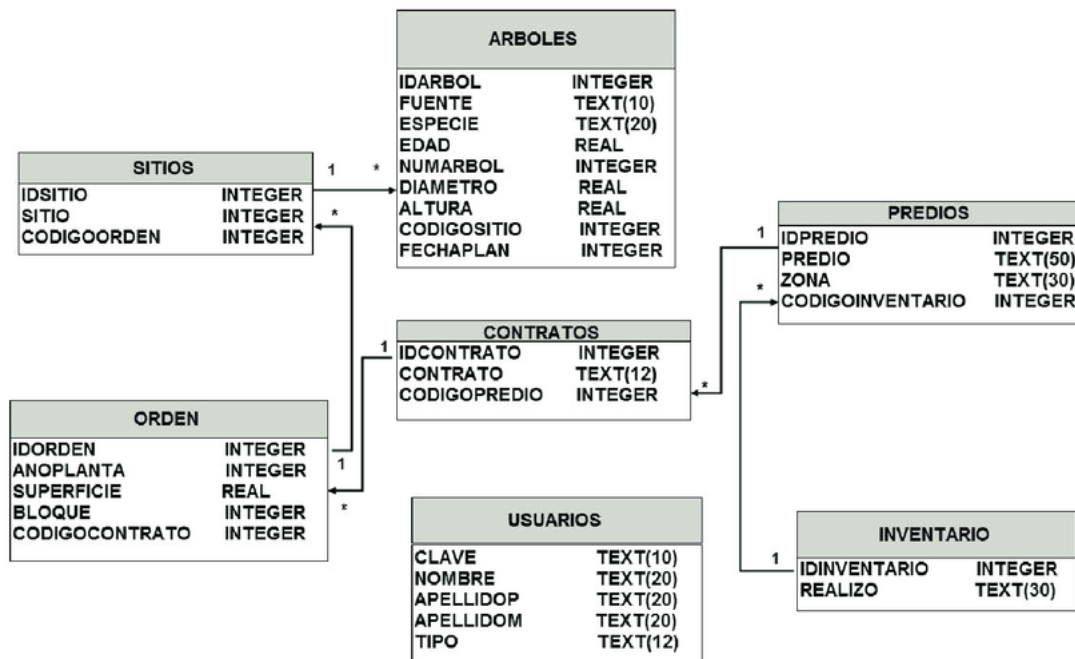 ARBOLES
IDARBOL INTEGER
FUENTE TEXT(10)
ESPECIE TEXT(20)
EDAD REAL
NUMARBOL INTEGER
DIAMETRO REAL
ALTURA REAL
CODIGOSITIO INTEGER
FECHAPLAN INTEGER
SITIOS
IDSITIO INTEGER
SITIO INTEGER
CODIGOORDEN INTEGER
1 *
*
PREDIOS
IDPREDIO INTEGER
PREDIO TEXT(50)
ZONA TEXT(30)
CODIGOINVENTARIO INTEGER
1
*
CONTRATOS
IDCONTRATO INTEGER
CONTRATO TEXT(12)
CODIGOPREDIO INTEGER
1
*
ORDEN
IDORDEN INTEGER
ANOPLANTA INTEGER
SUPERFICIE REAL
BLOQUE INTEGER
CODIGOCONTRATO INTEGER
1
*
USUARIOS
CLAVE TEXT(10)
NOMBRE TEXT(20)
APELLIDOP TEXT(20)
APELLIDOM TEXT(20)
TIPO TEXT(12)
INVENTARIO
IDINVENTARIO INTEGER
REALIZO TEXT(30)
1